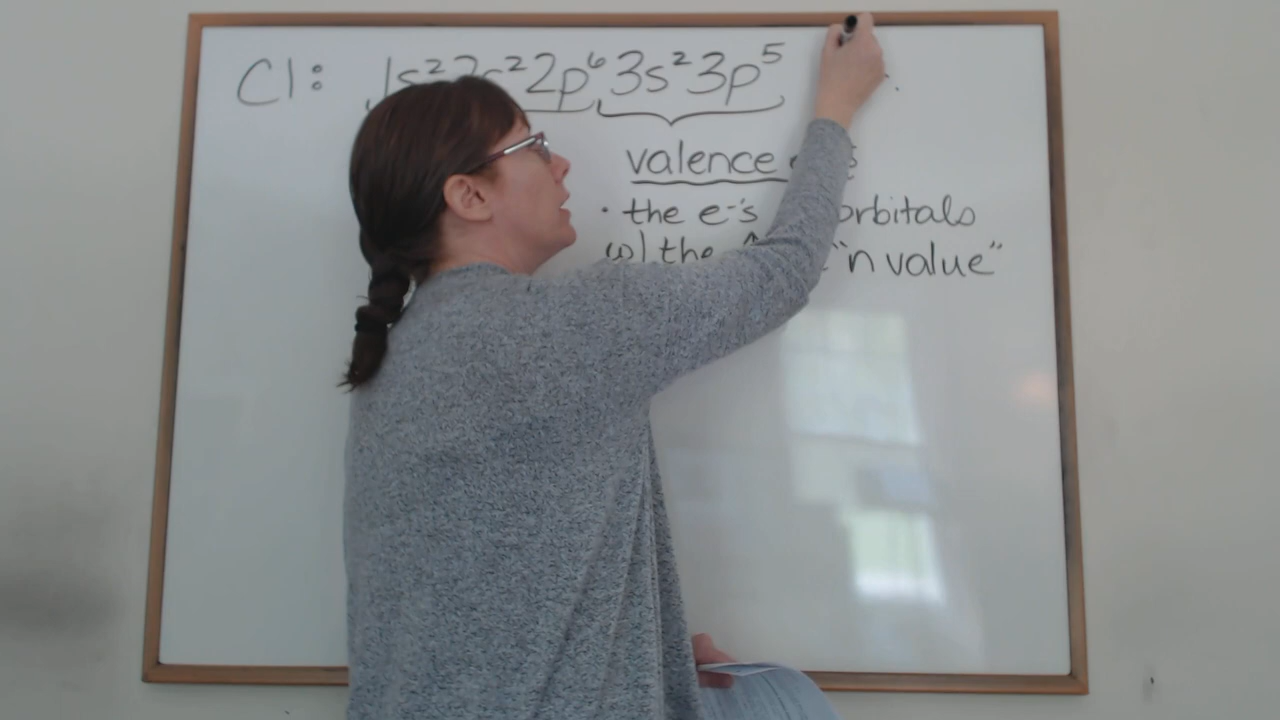 Cl: 1s²2s²2p⁶3s²3p⁵
valence
· the e⁻'s orbitals
w/ the "n value"